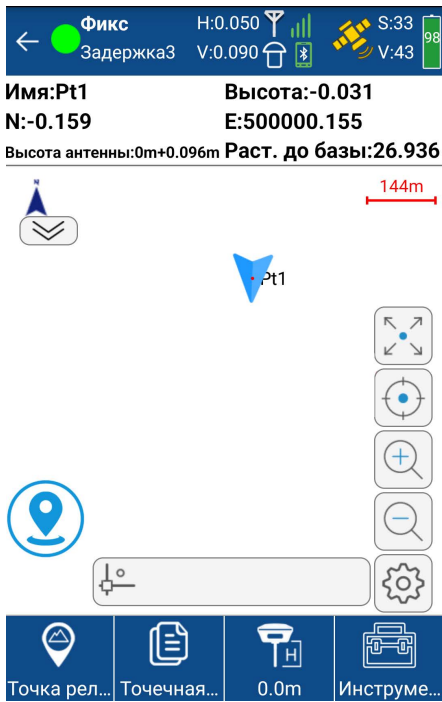 Фикс H:0.050 S:33
Задержка3 V:0.090 V:43 98
Имя:Pt1 Высота:-0.031
N:-0.159 E:500000.155
Высота антенны:0m+0.096m Раст. до базы:26.936
N 144m
Pt1
H
Точка рел... Точечная... 0.0m Инструме...